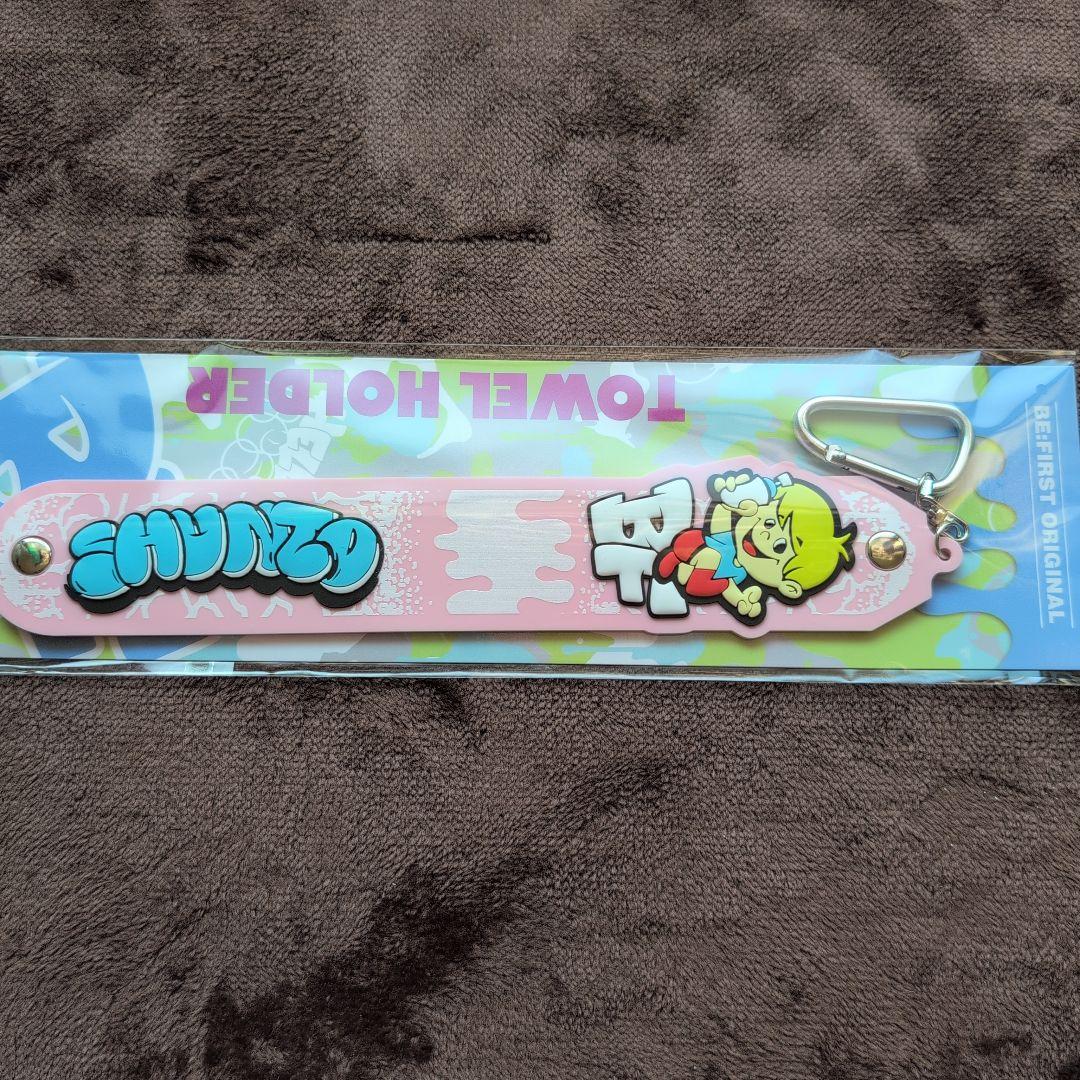 TOWEL HOLDER
BE:FIRST ORIGINAL
SHUNTO
BF